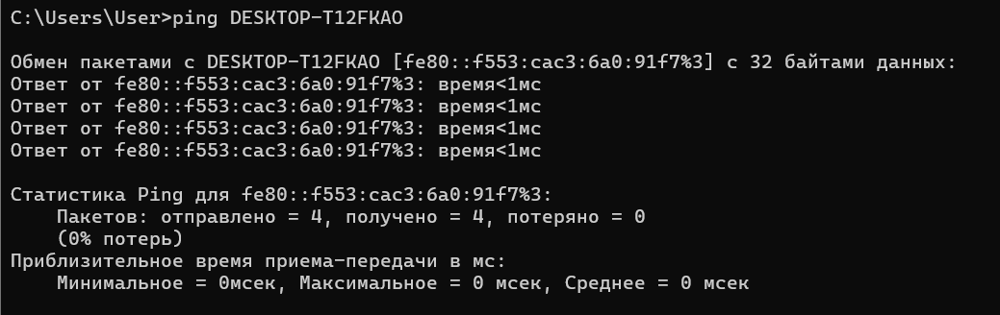 C:\Users\User>ping DESKTOP-T12FKAO
Обмен пакетами с DESKTOP-T12FKAO [fe80::f553:cac3:6a0:91f7%3] с 32 байтами данных:
Ответ от fe80::f553:cac3:6a0:91f7%3: время<1мс
Ответ от fe80::f553:cac3:6a0:91f7%3: время<1мс
Ответ от fe80::f553:cac3:6a0:91f7%3: время<1мс
Ответ от fe80::f553:cac3:6a0:91f7%3: время<1мс
Статистика Ping для fe80::f553:cac3:6a0:91f7%3:
    Пакетов: отправлено = 4, получено = 4, потеряно = 0
    (0% потерь)
Приблизительное время приема-передачи в мс:
    Минимальное = 0мсек, Максимальное = 0 мсек, Среднее = 0 мсек